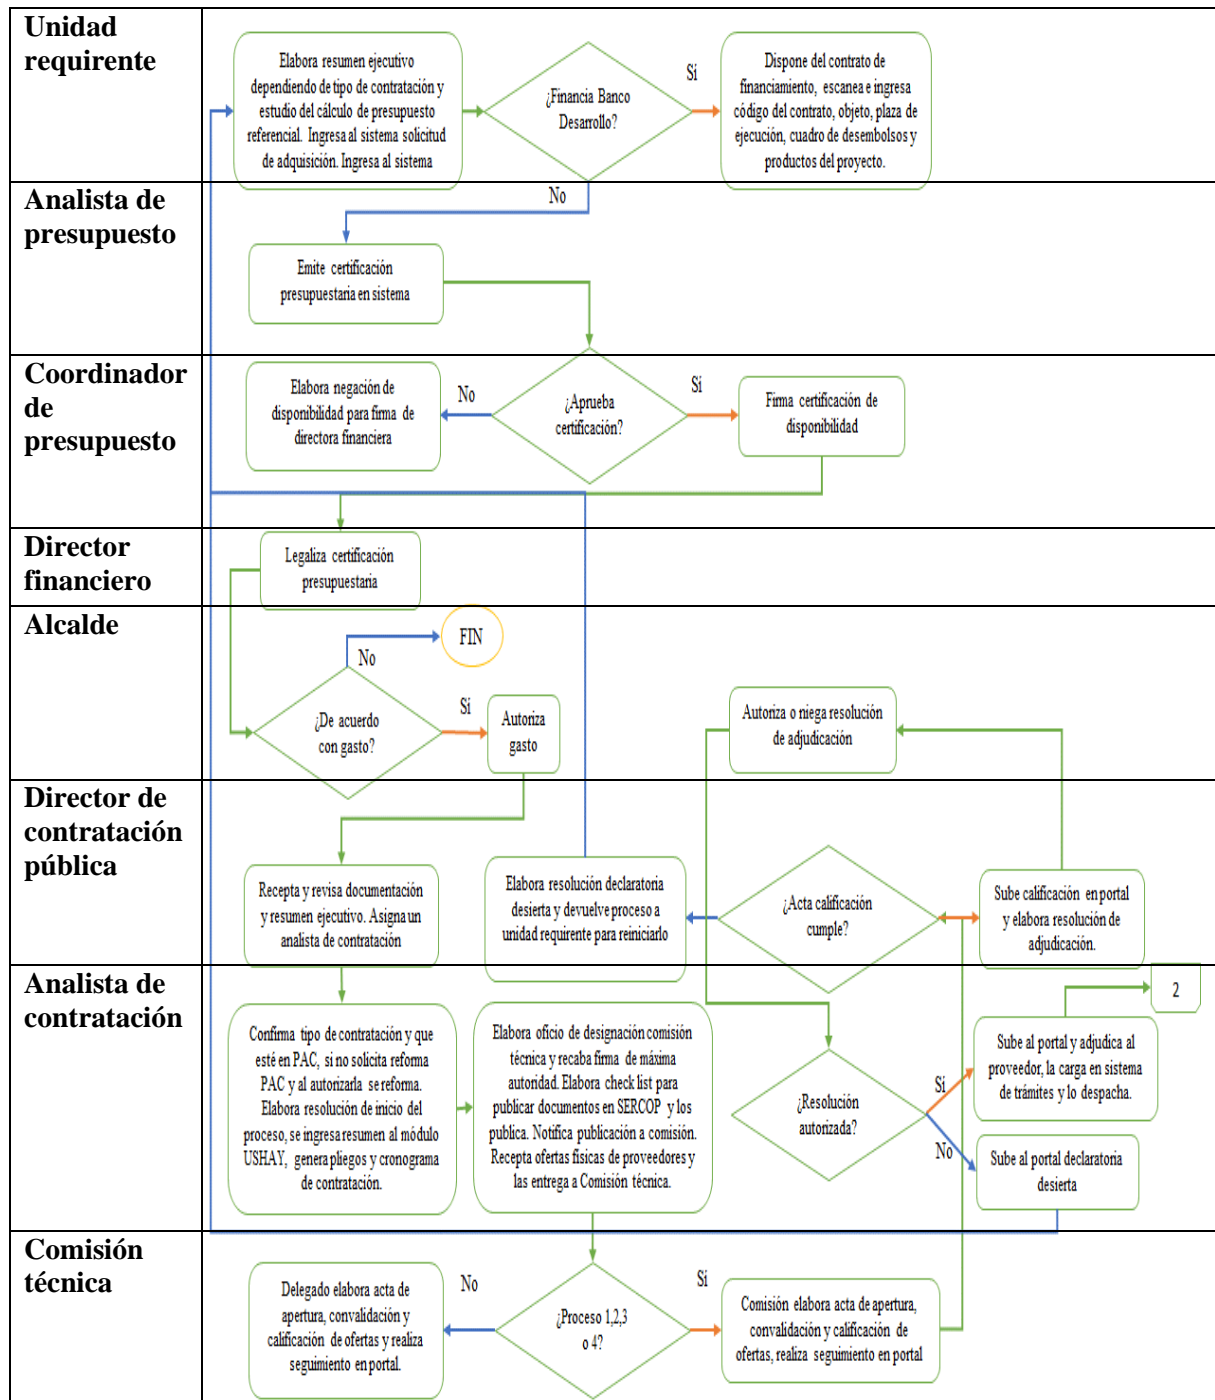 Unidad
requirente
Elabora resumen ejecutivo
dependiendo de tipo de contratación y
estudio del cálculo de presupuesto
referencial. Ingresa al sistema solicitud
de adquisición. Ingresa al sistema
¿Financia Banco
Desarrollo?
Si
Dispone del contrato de
financiamiento, escanea e ingresa
código del contrato, objeto, plaza de
ejecución, cuadro de desembolsos y
productos del proyecto.
No
Analista de
presupuesto
Emite certificación
presupuestaria en sistema
Coordinador
de
presupuesto
Elabora negación de
disponibilidad para firma de
directora financiera
No
¿Aprueba
certificación?
Si
Firma certificación de
disponibilidad
Director
financiero
Legaliza certificación
presupuestaria
Alcalde
FIN
No
¿De acuerdo
con gasto?
Si
Autoriza
gasto
Autoriza o niega resolución
de adjudicación
Director de
contratación
pública
Recepta y revisa documentación
y resumen ejecutivo. Asigna un
analista de contratación
Elabora resolución declaratoria
desierta y devuelve proceso a
unidad requirente para reiniciarlo
¿Acta calificación
cumple?
Sube calificación en portal
y elabora resolución de
adjudicación.
Analista de
contratación
Confirma tipo de contratación y que
esté en PAC, si no solicita reforma
PAC y al autorizarla se reforma.
Elabora resolución de inicio del
proceso, se ingresa resumen al módulo
USHAY, genera pliegos y cronograma
de contratación.
Elabora oficio de designación comisión
técnica y recaba firma de máxima
autoridad. Elabora check list para
publicar documentos en SERCOP y los
publica. Notifica publicación a comisión.
Recepta ofertas físicas de proveedores y
las entrega a Comisión técnica.
¿Resolución
autorizada?
Si
No
Sube al portal y adjudica al
proveedor, la carga en sistema
de trámites y lo despacha.
2
Sube al portal declaratoria
desierta
Comisión
técnica
Delegado elabora acta de
apertura, convalidación y
calificación de ofertas y realiza
seguimiento en portal.
No
¿Proceso 1,2,3
o 4?
Si
Comisión elabora acta de apertura,
convalidación y calificación de
ofertas, realiza seguimiento en portal